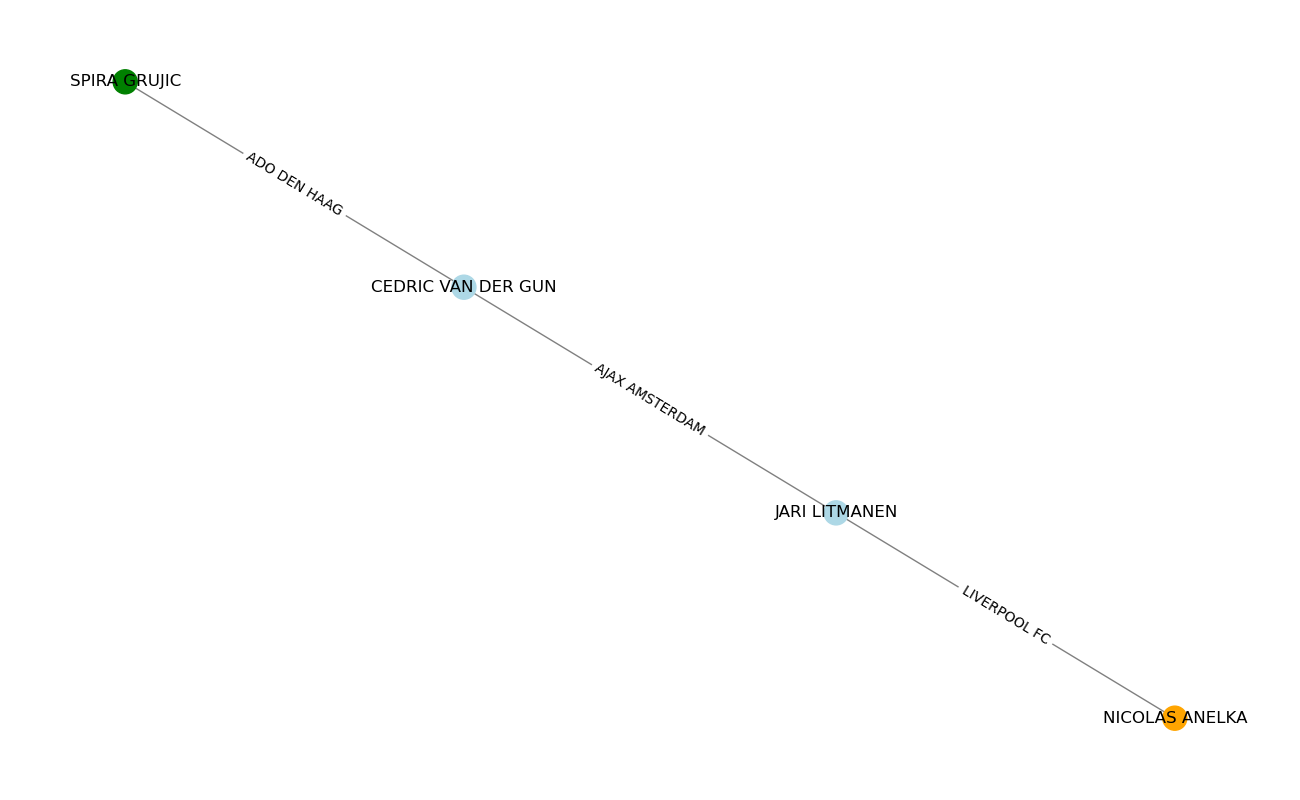 SPIRA GRUJIC
ADO DEN HAAG
CEDRIC VAN DER GUN
AJAX AMSTERDAM
JARI LITMANEN
LIVERPOOL FC
NICOLAS ANELKA